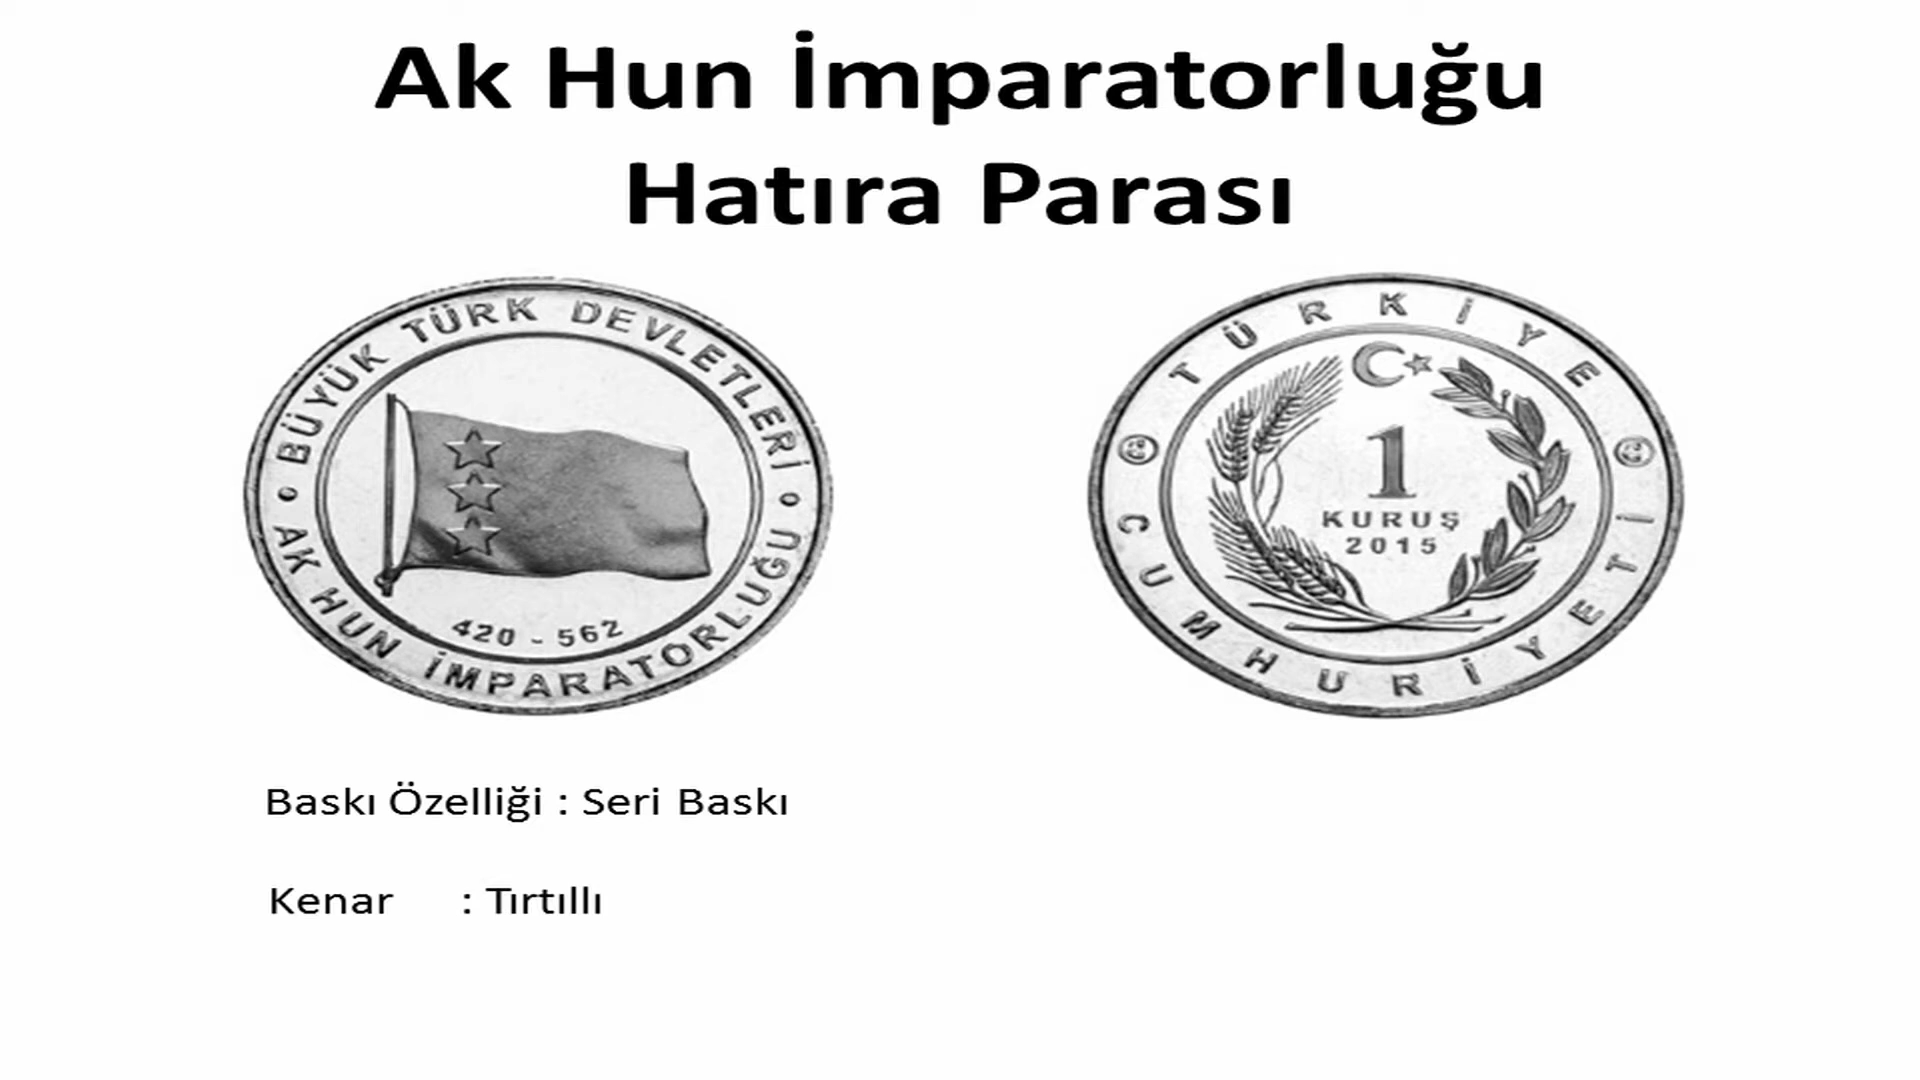 Ak Hun İmparatorluğu
Hatıra Parası
BÜYÜK TÜRK DEVLETLERİ
420 - 562
• AK HUN İMPARATORLUĞU •
TÜRKİYE
1
KURUŞ
2015
CUMHURİYETİ
Baskı Özelliği : Seri Baskı
Kenar : Tırtıllı